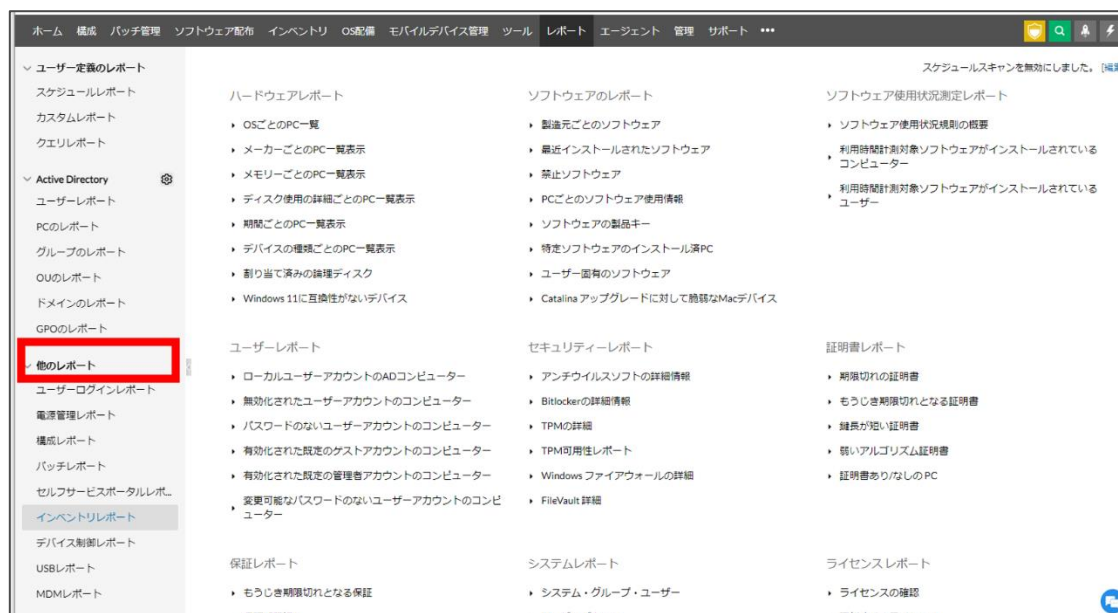 ホーム 構成 パッチ管理 ソフトウェア配布 インベントリ OS配備 モバイルデバイス管理 ツール レポート エージェント 管理 サポート •••
スケジュールスキャンを無効にしました。 [編集
ユーザー定義のレポート
スケジュールレポート
カスタムレポート
クエリレポート
Active Directory
ユーザーレポート
PCのレポート
グループのレポート
OUのレポート
ドメインのレポート
GPOのレポート
他のレポート
ユーザーログインレポート
電源管理レポート
構成レポート
パッチレポート
セルフサービスポータルレポ...
インベントリレポート
デバイス制御レポート
USBレポート
MDMレポート
ハードウェアレポート
OSごとのPC一覧
メーカーごとのPC一覧表示
メモリーごとのPC一覧表示
ディスク使用の詳細ごとのPC一覧表示
期間ごとのPC一覧表示
デバイスの種類ごとのPC一覧表示
割り当て済みの論理ディスク
Windows 11に互換性がないデバイス
ソフトウェアのレポート
製造元ごとのソフトウェア
最近インストールされたソフトウェア
禁止ソフトウェア
PCごとのソフトウェア使用情報
ソフトウェアの製品キー
特定ソフトウェアのインストール済PC
ユーザー固有のソフトウェア
Catalina アップグレードに対して脆弱なMacデバイス
ソフトウェア使用状況測定レポート
ソフトウェア使用状況規則の概要
利用時間計測対象ソフトウェアがインストールされている
コンピューター
利用時間計測対象ソフトウェアがインストールされている
ユーザー
ユーザーレポート
ローカルユーザーアカウントのADコンピューター
無効化されたユーザーアカウントのコンピューター
パスワードのないユーザーアカウントのコンピューター
有効化された既定のゲストアカウントのコンピューター
有効化された既定の管理者アカウントのコンピューター
変更可能なパスワードのないユーザーアカウントのコンピ
ューター
セキュリティーレポート
アンチウイルスソフトの詳細情報
Bitlockerの詳細情報
TPMの詳細
TPM可用性レポート
Windows ファイアウォールの詳細
FileVault 詳細
証明書レポート
期限切れの証明書
もうじき期限切れとなる証明書
鍵長が短い証明書
弱いアルゴリズム証明書
証明書あり/なしの PC
保証レポート
もうじき期限切れとなる保証
システムレポート
システム・グループ・ユーザー
ライセンスレポート
ライセンスの確認